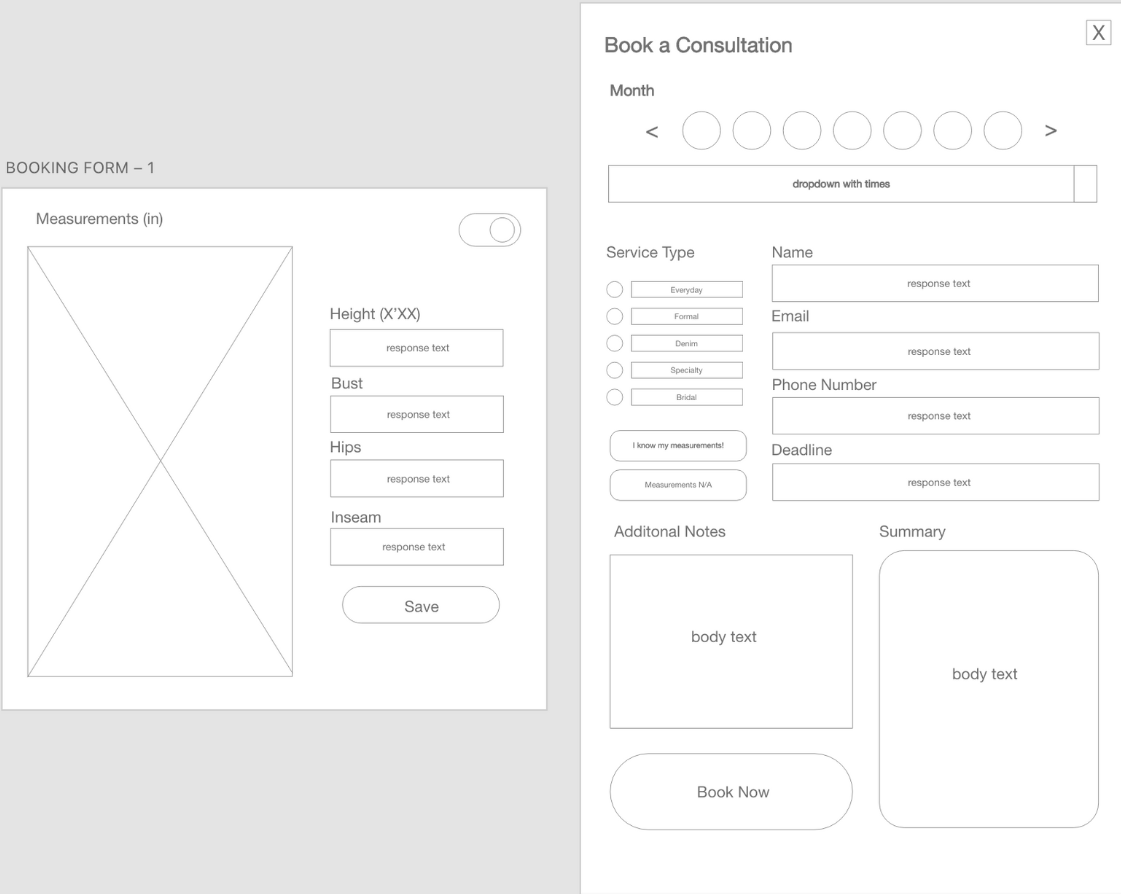 BOOKING FORM – 1
Measurements (in)
Height (X'XX)
response text
Bust
response text
Hips
response text
Inseam
response text
Save
Book a Consultation
X
Month
<
>
dropdown with times
Service Type
Everyday
Formal
Denim
Specialty
Bridal
I know my measurements!
Measurements N/A
Name
response text
Email
response text
Phone Number
response text
Deadline
response text
Additonal Notes
body text
Book Now
Summary
body text